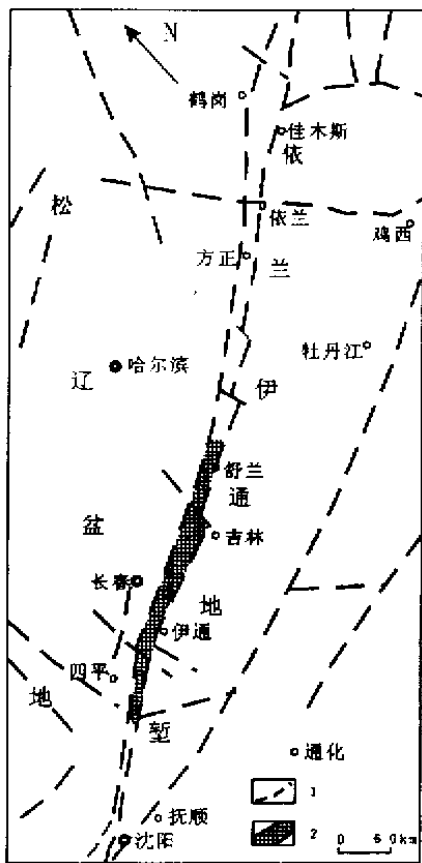 N
鹤岗
佳木斯
依
松
依兰
鸡西
方正
兰
牡丹江
辽
哈尔滨
伊
舒兰
通
盆
吉林
长春
地
伊通
四平
地
堑
通化
1
抚顺
2
0 60km
沈阳